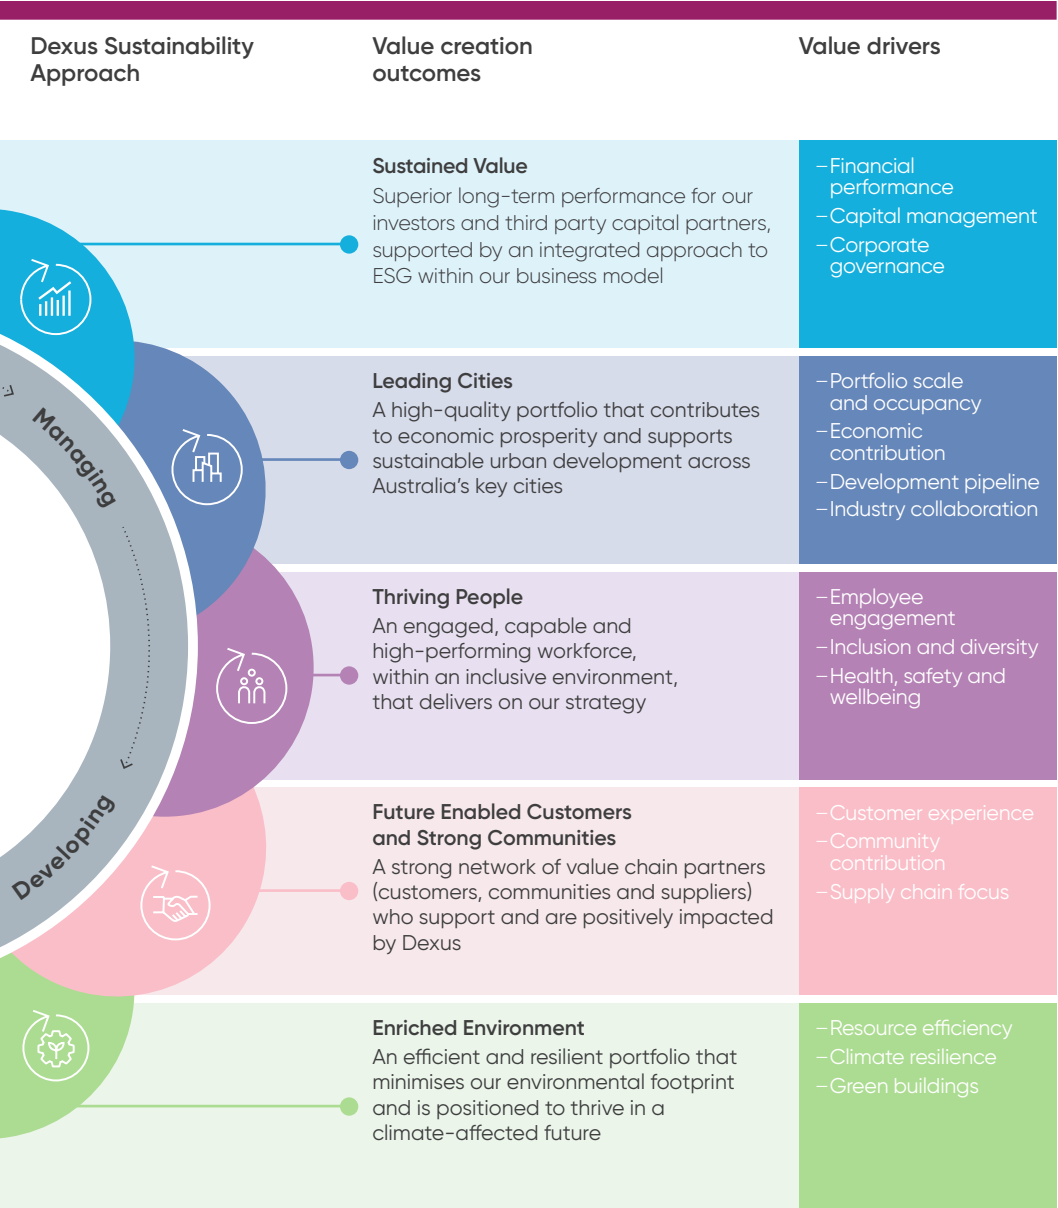 Dexus Sustainability
Approach
Value creation
outcomes
Value drivers
Managing
Developing
Sustained Value
Superior long-term performance for our
investors and third party capital partners,
supported by an integrated approach to
ESG within our business model
–Financial
performance
–Capital management
–Corporate
governance
Leading Cities
A high-quality portfolio that contributes
to economic prosperity and supports
sustainable urban development across
Australia's key cities
–Portfolio scale
and occupancy
–Economic
contribution
–Development pipeline
–Industry collaboration
Thriving People
An engaged, capable and
high-performing workforce,
within an inclusive environment,
that delivers on our strategy
–Employee
engagement
–Inclusion and diversity
–Health, safety and
wellbeing
Future Enabled Customers
and Strong Communities
A strong network of value chain partners
(customers, communities and suppliers)
who support and are positively impacted
by Dexus
–Customer experience
–Community
contribution
–Supply chain focus
Enriched Environment
An efficient and resilient portfolio that
minimises our environmental footprint
and is positioned to thrive in a
climate-affected future
–Resource efficiency
–Climate resilience
–Green buildings